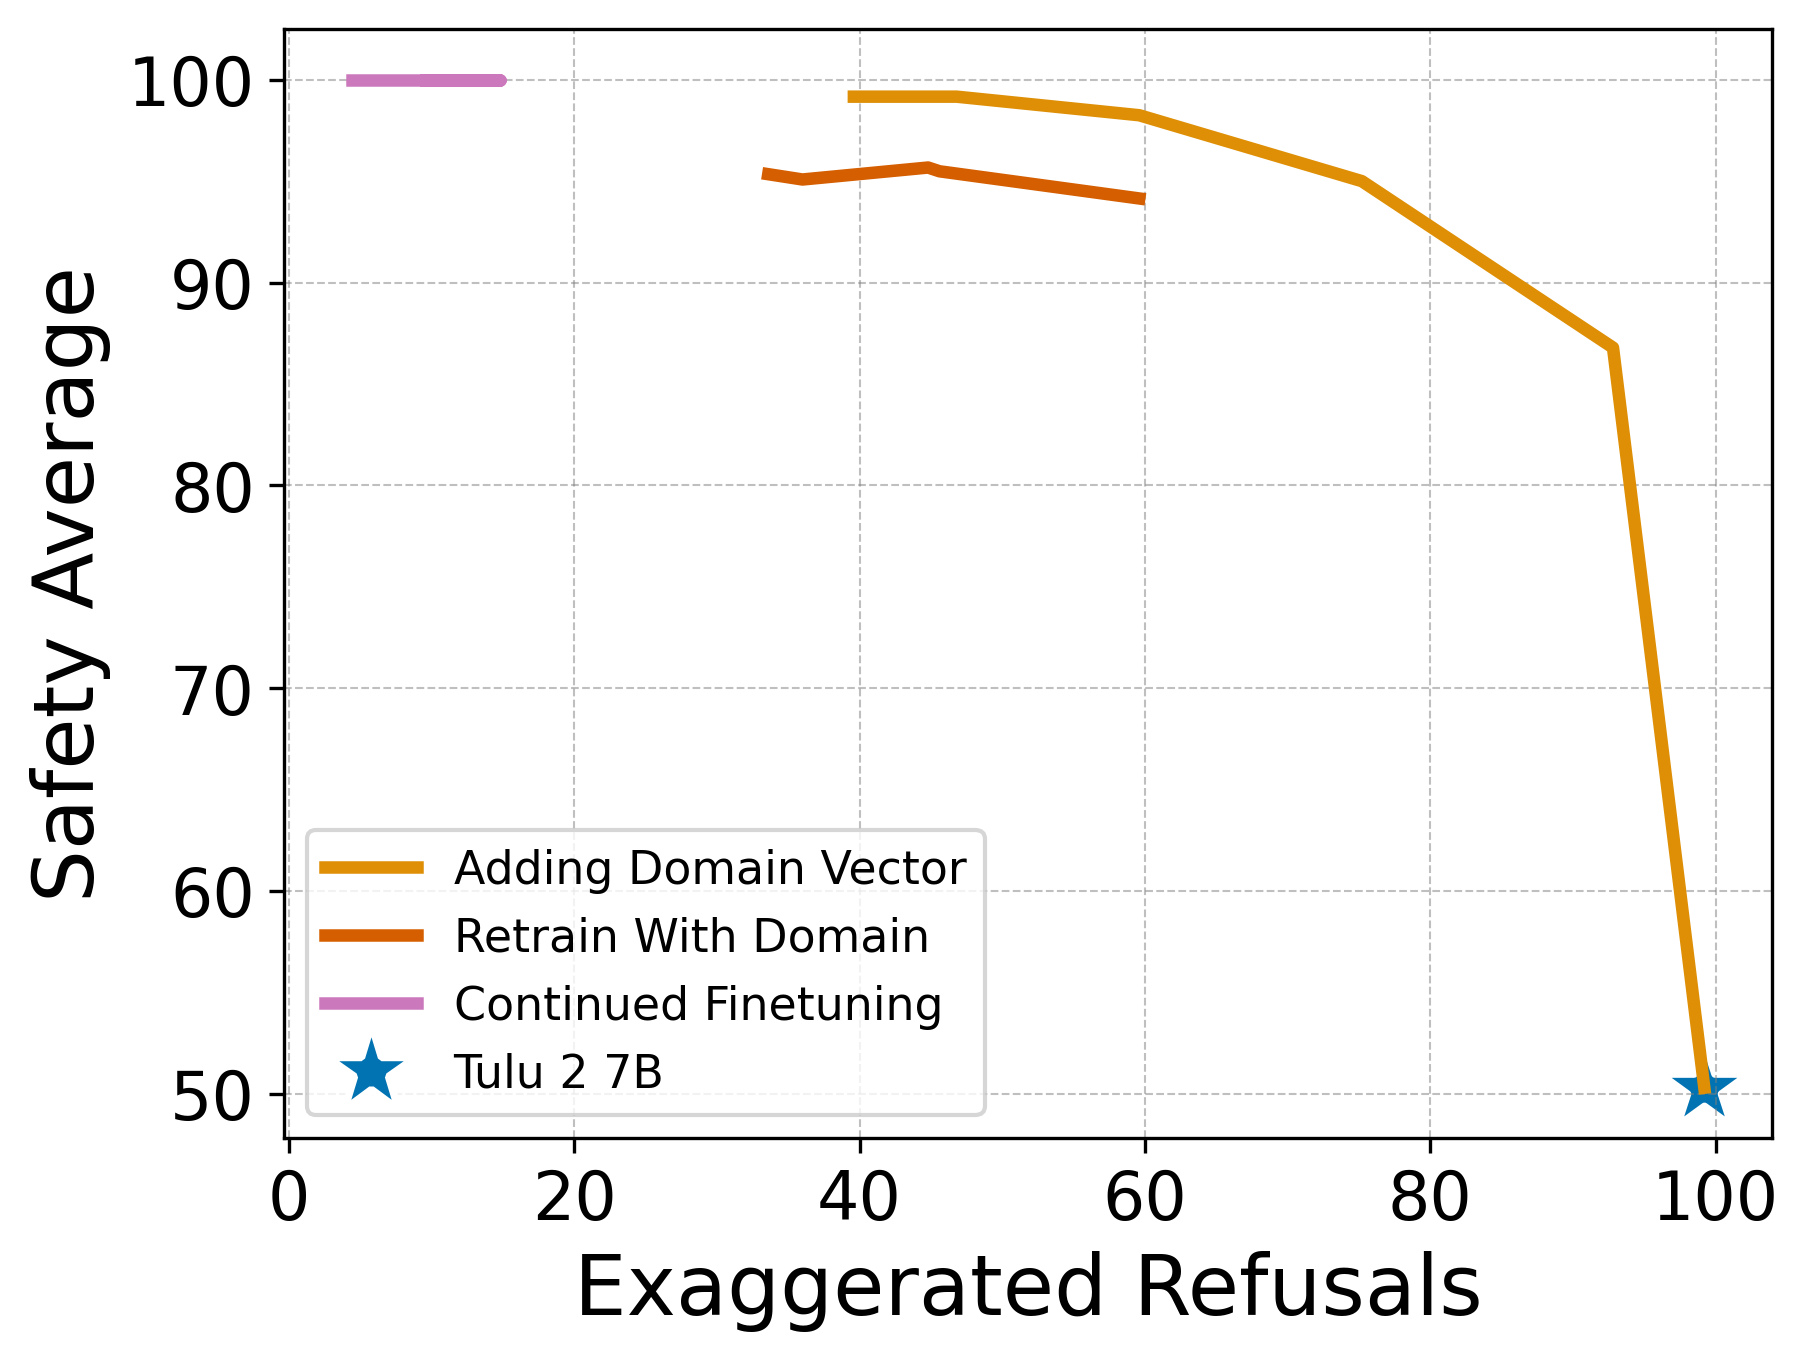 100
90
80
70
60
50
Safety Average
Adding Domain Vector
Retrain With Domain
Continued Finetuning
Tulu 2 7B
0 20 40 60 80 100
Exaggerated Refusals